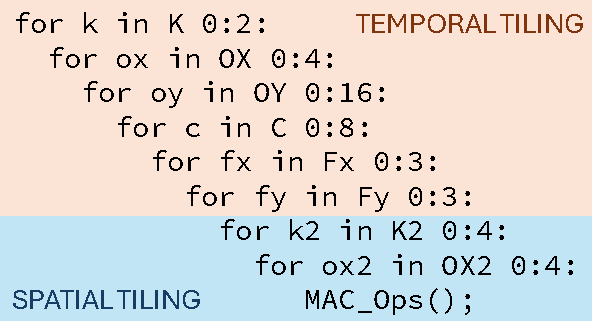 for k in K 0:2: TEMPORAL TILING
for ox in OX 0:4:
for oy in OY 0:16:
for c in C 0:8:
for fx in Fx 0:3:
for fy in Fy 0:3:
for k2 in K2 0:4:
for ox2 in OX2 0:4:
SPATIAL TILING MAC_Ops();